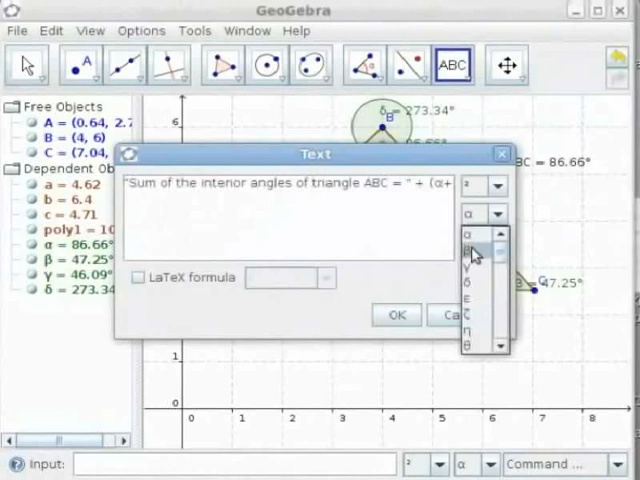 GeoGebra
File Edit View Options Tools Window Help
A
ABC
Free Objects
A = (0.64, 2.7
B = (4, 6)
C = (7.04,
Dependent Ob
a = 4.62
b = 6.4
c = 4.71
poly1 = 10
α = 86.66°
β = 47.25°
γ = 46.09°
δ = 273.34
δ = 273.34°
B
ABC = 86.66°
= 47.25°
C
Text
"Sum of the interior angles of triangle ABC = " + (α+
²
α
α
β
γ
δ
ε
ζ
η
θ
LaTeX formula
OK
Ca
6
1
0
0 1 2 3 4 5 6 7 8
Input:
²
α
Command ...